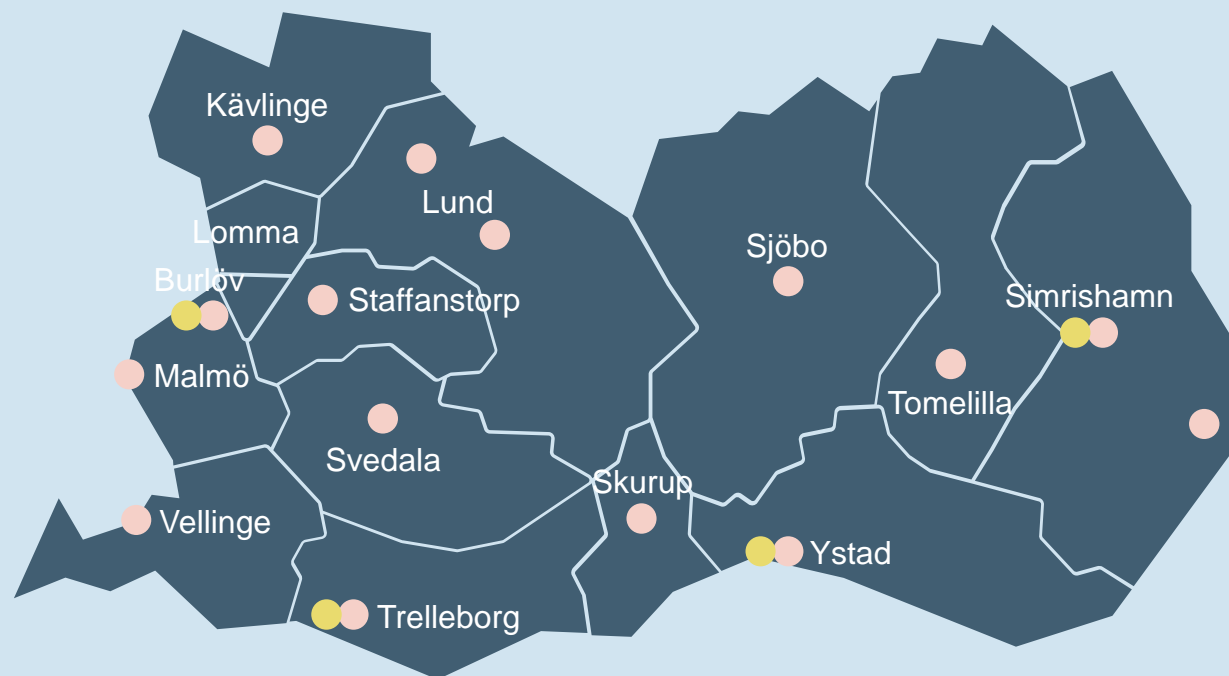 Kävlinge
Lund
Lomma
Sjöbo
Burlöv
Staffanstorp
Simrishamn
Malmö
Tomelilla
Svedala
Skurup
Vellinge
Ystad
Trelleborg